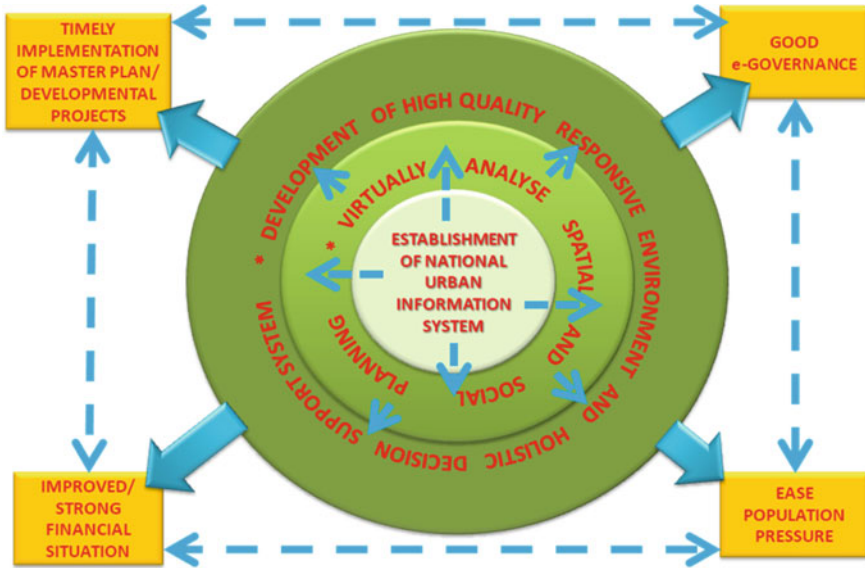 TIMELY
IMPLEMENTATION
OF MASTER PLAN/
DEVELOPMENTAL
PROJECTS
GOOD
e-GOVERNANCE
* DEVELOPMENT OF HIGH QUALITY RESPONSIVE ENVIRONMENT AND HOLISTIC DECISION SUPPORT SYSTEM
* VIRTUALLY ANALYSE SPATIAL AND SOCIAL PLANNING
ESTABLISHMENT
OF NATIONAL
URBAN
INFORMATION
SYSTEM
IMPROVED/
STRONG
FINANCIAL
SITUATION
EASE
POPULATION
PRESSURE